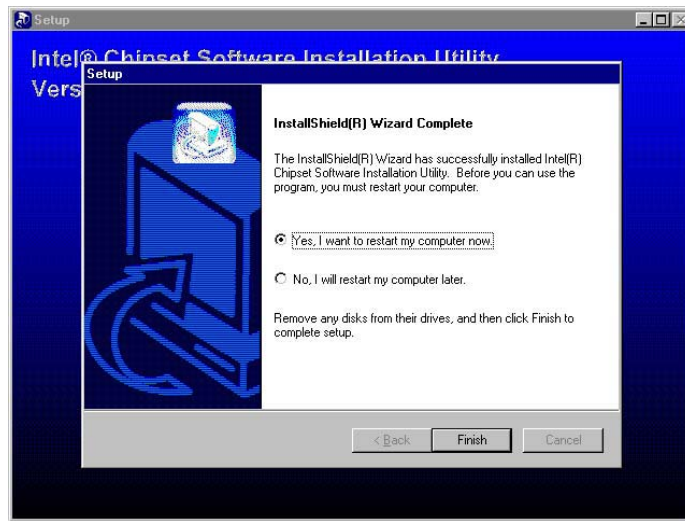 Setup
Intel® Chipset Software Installation Utility
Vers
Setup
InstallShield(R) Wizard Complete
The InstallShield(R) Wizard has successfully installed Intel(R)
Chipset Software Installation Utility. Before you can use the
program, you must restart your computer.
Yes, I want to restart my computer now.
No, I will restart my computer later.
Remove any disks from their drives, and then click Finish to
complete setup.
< Back Finish Cancel